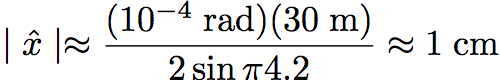 | x̂ |≈ (10⁻⁴ rad)(30 m) / 2 sin π4.2 ≈ 1 cm